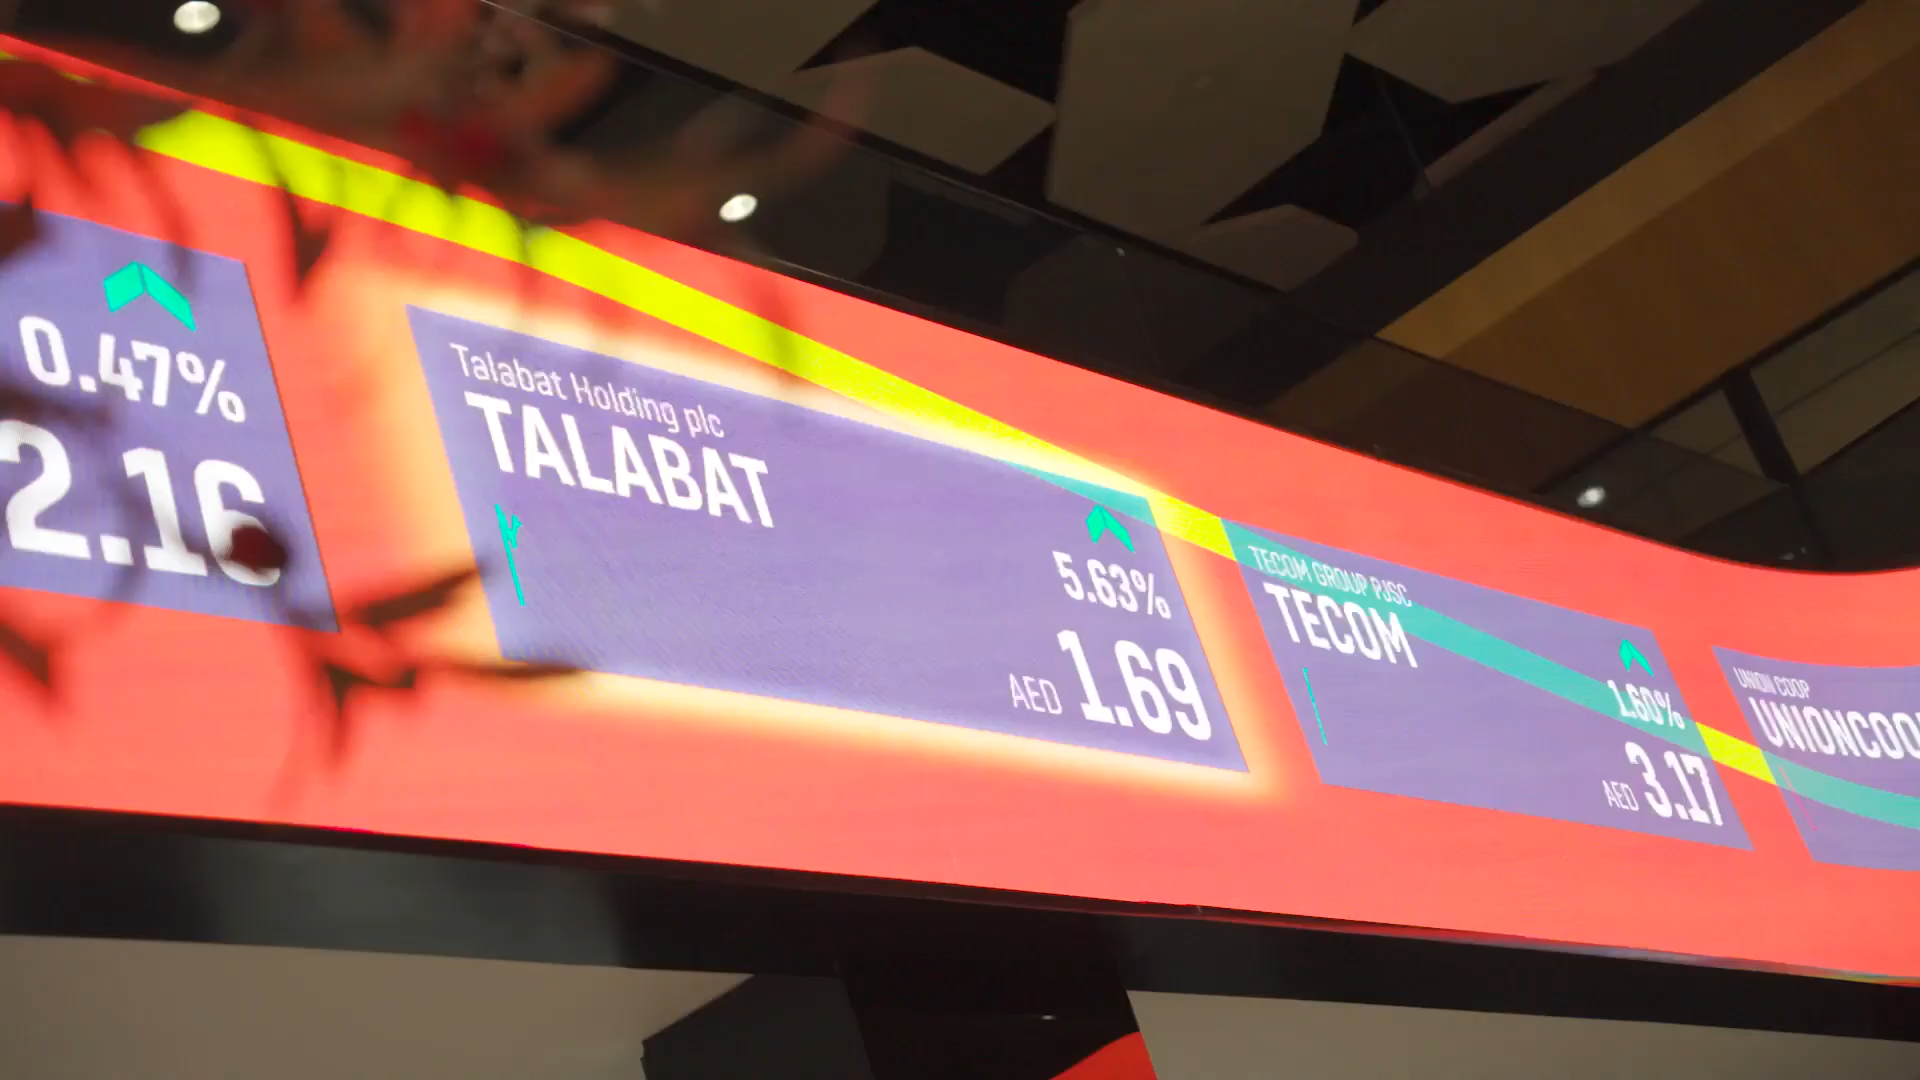 0.47%
2.16
Talabat Holding plc
TALABAT
5.63%
AED 1.69
TECOM GROUP PJSC
TECOM
1.60%
AED 3.17
UNION COOP
UNIONCOO